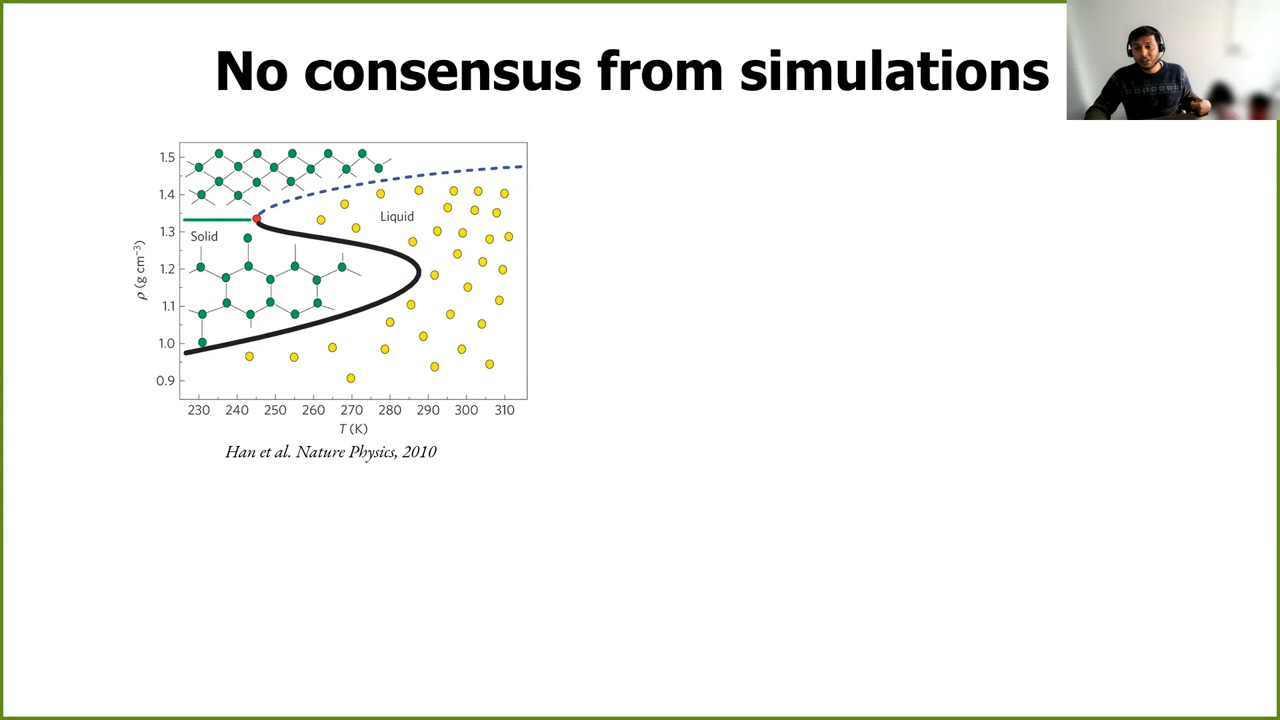 No consensus from simulations
1.5
1.4
1.3
1.2
1.1
1.0
0.9
ρ (g cm⁻³)
Liquid
Solid
230 240 250 260 270 280 290 300 310
T (K)
Han et al. Nature Physics, 2010